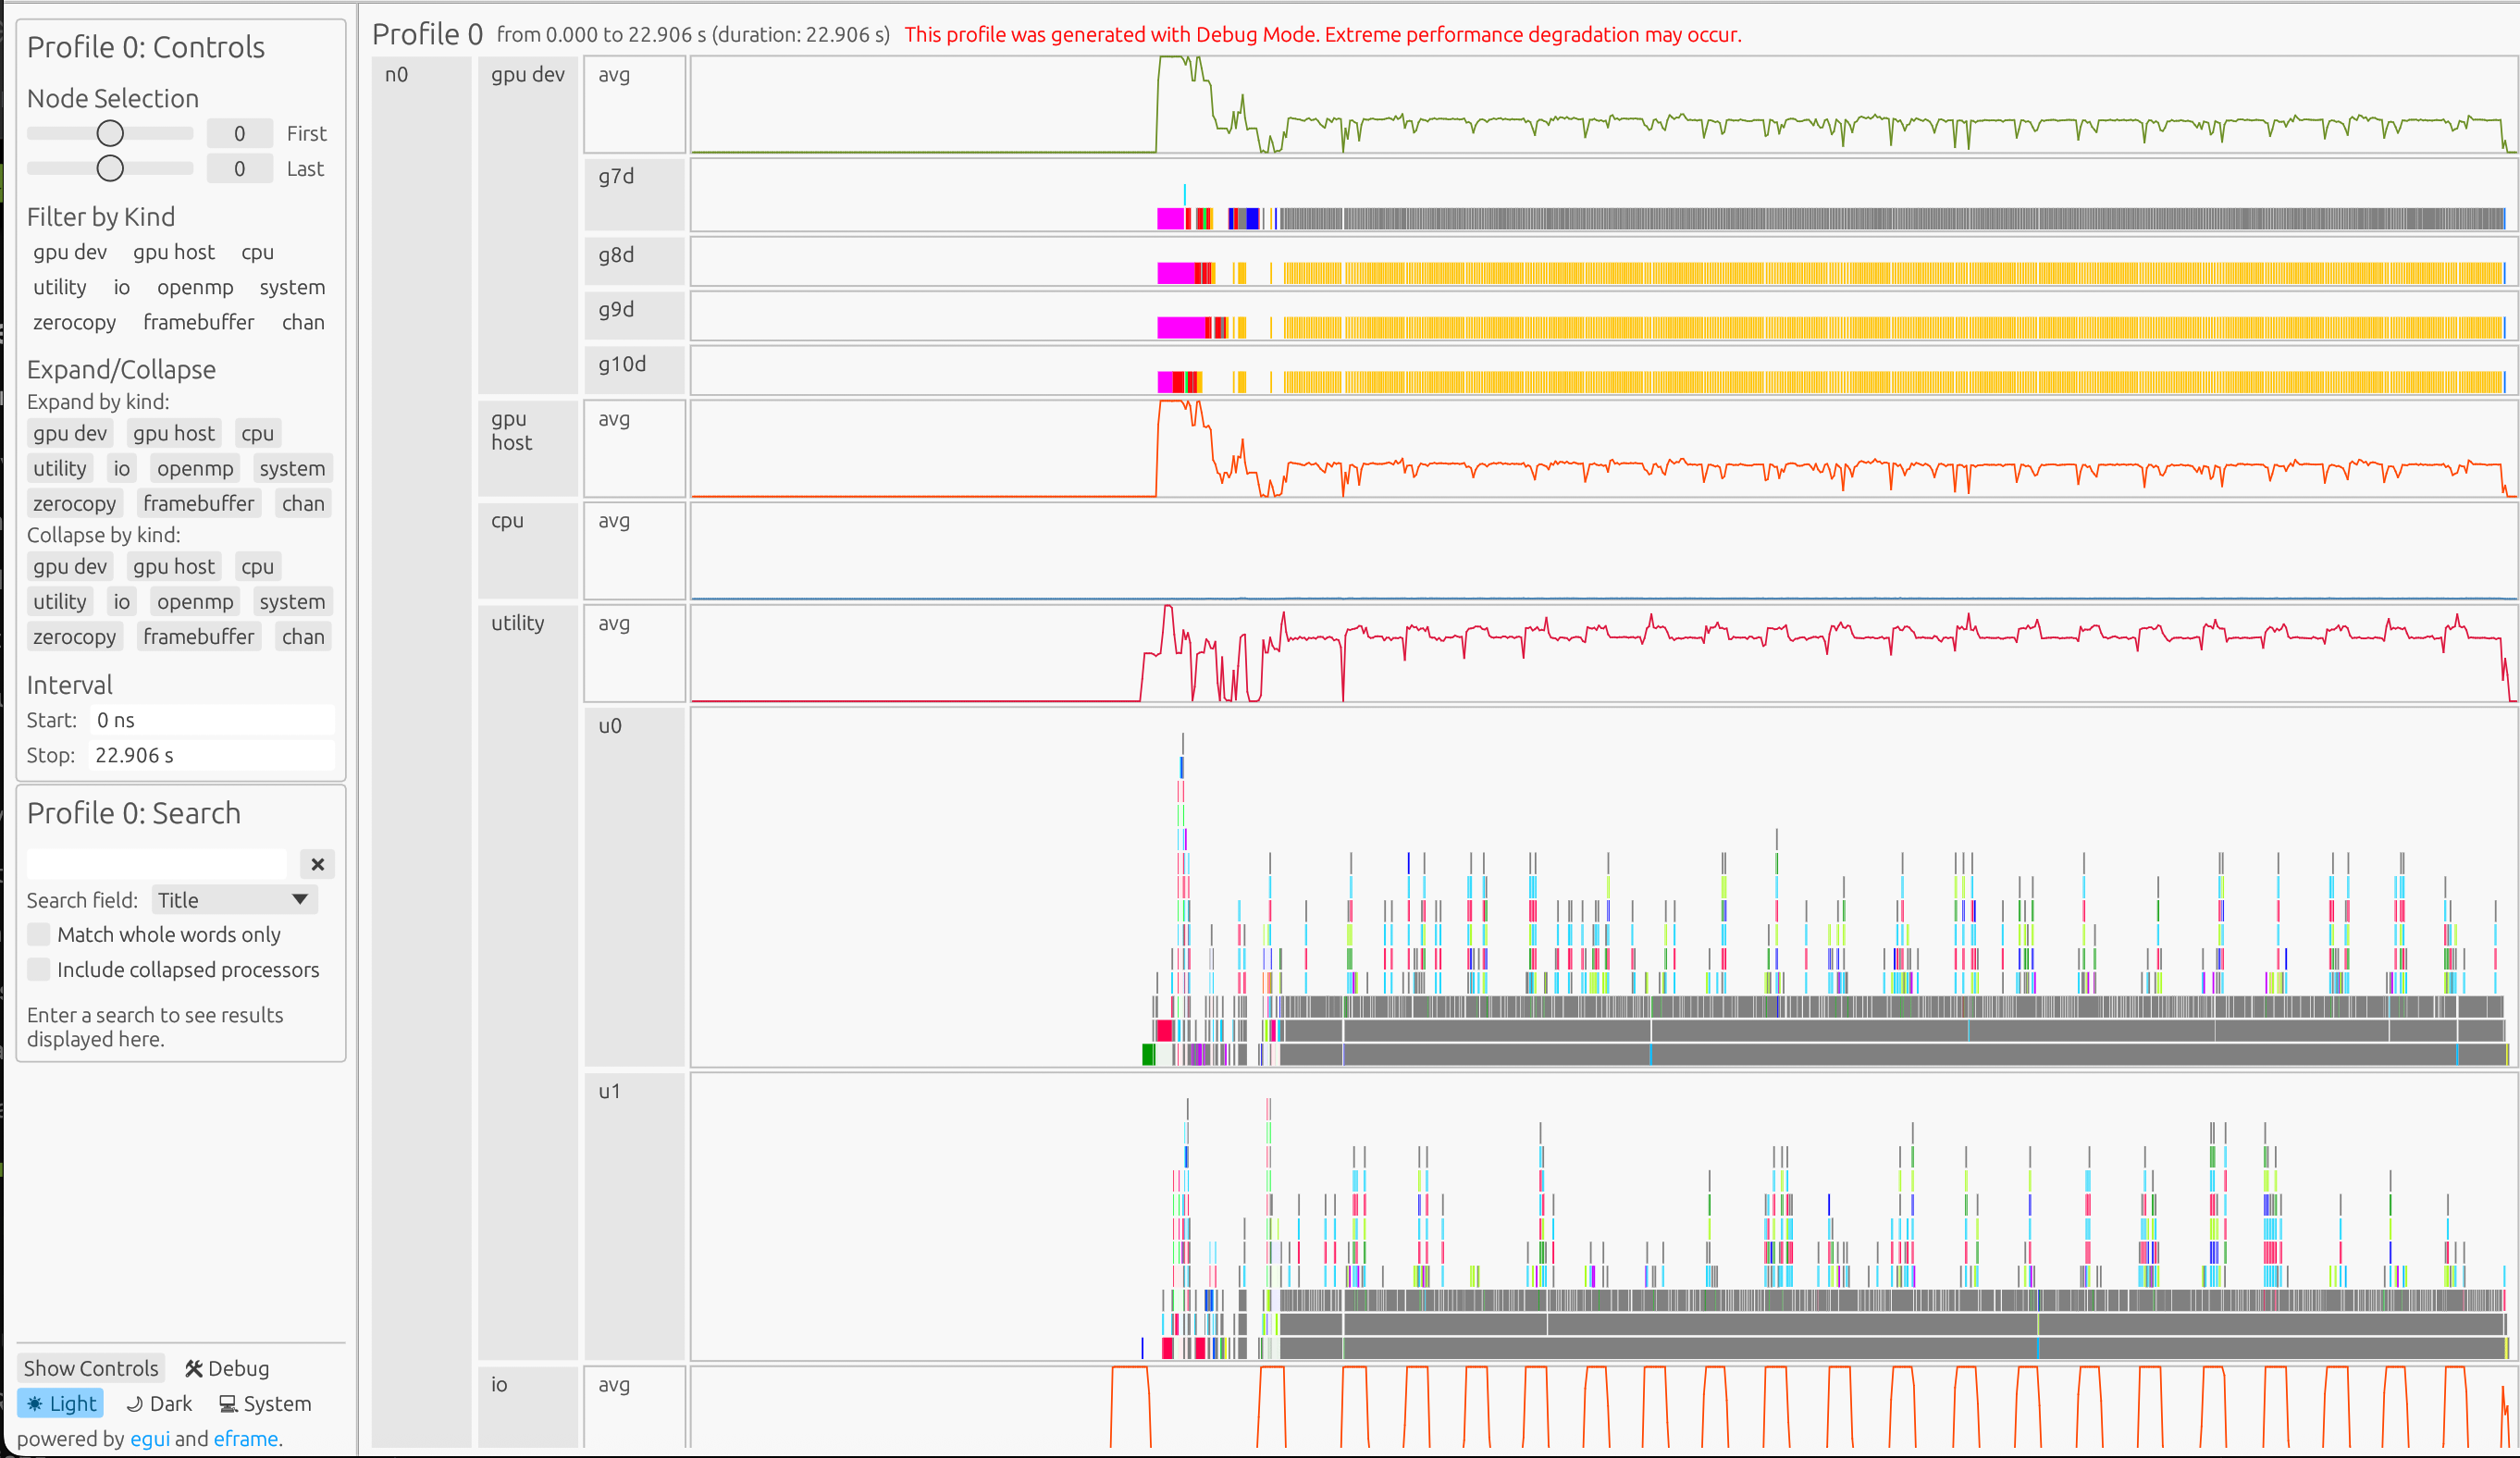 Profile 0: Controls
Node Selection
0 First
0 Last
Filter by Kind
gpu dev gpu host cpu
utility io openmp system
zerocopy framebuffer chan
Expand/Collapse
Expand by kind:
gpu dev gpu host cpu
utility io openmp system
zerocopy framebuffer chan
Collapse by kind:
gpu dev gpu host cpu
utility io openmp system
zerocopy framebuffer chan
Interval
Start: 0 ns
Stop: 22.906 s
Profile 0: Search
Search field: Title
Match whole words only
Include collapsed processors
Enter a search to see results
displayed here.
Show Controls Debug
Light Dark System
powered by egui and eframe.
Profile 0 from 0.000 to 22.906 s (duration: 22.906 s) This profile was generated with Debug Mode. Extreme performance degradation may occur.
n0
gpu dev
avg
g7d
g8d
g9d
g10d
gpu
host
avg
cpu
avg
utility
avg
u0
u1
io
avg